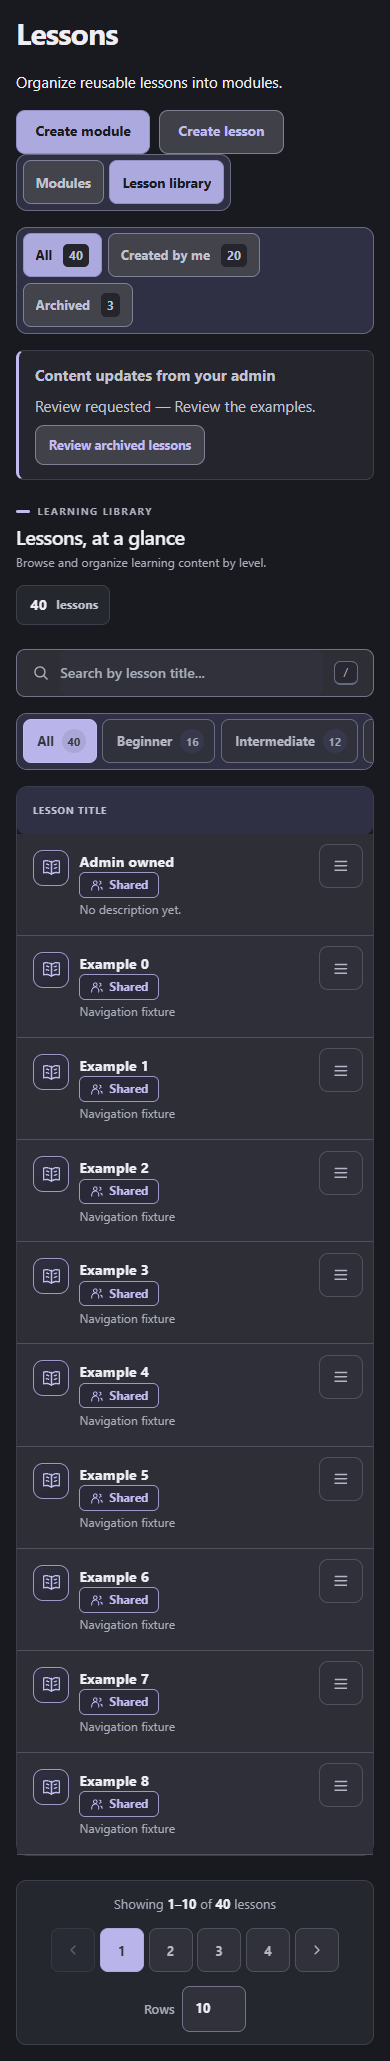 Lessons
Organize reusable lessons into modules.
Create module
Create lesson
Modules
Lesson library
All 40
Created by me 20
Archived 3
Content updates from your admin
Review requested — Review the examples.
Review archived lessons
LEARNING LIBRARY
Lessons, at a glance
Browse and organize learning content by level.
40 lessons
Search by lesson title...
/
All 40
Beginner 16
Intermediate 12
LESSON TITLE
Admin owned
Shared
No description yet.
Example 0
Shared
Navigation fixture
Example 1
Shared
Navigation fixture
Example 2
Shared
Navigation fixture
Example 3
Shared
Navigation fixture
Example 4
Shared
Navigation fixture
Example 5
Shared
Navigation fixture
Example 6
Shared
Navigation fixture
Example 7
Shared
Navigation fixture
Example 8
Shared
Navigation fixture
Showing 1–10 of 40 lessons
1 2 3 4
Rows 10